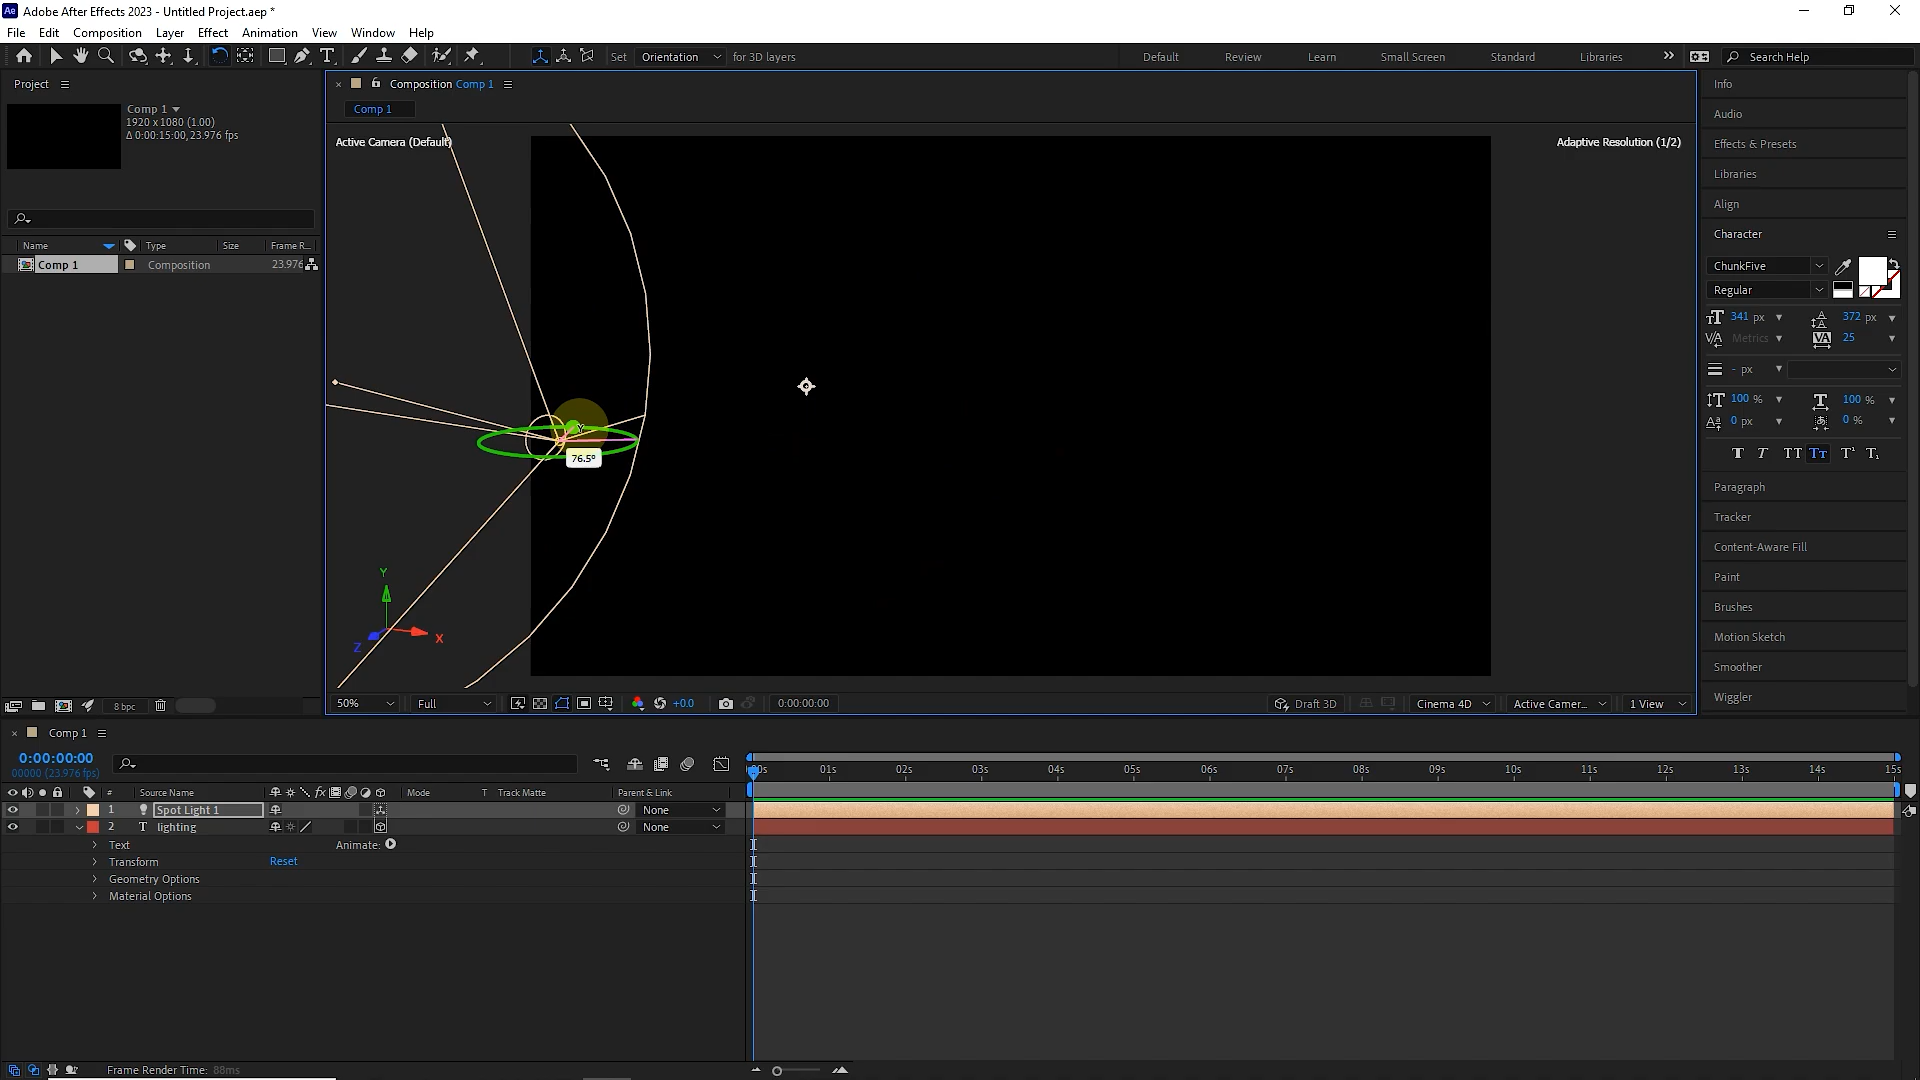 Ae Adobe After Effects 2023 - Untitled Project.aep *
File Edit Composition Layer Effect Animation View Window Help
Set Orientation for 3D layers Default Review Learn Small Screen Standard Libraries >> Search Help
Project
Comp 1
1920 x 1080 (1.00)
Δ 0:00:15:00, 23.976 fps
Name Type Size Frame R...
Comp 1 Composition 23.976
8 bpc
× Composition Comp 1
Comp 1
Active Camera (Default)
Adaptive Resolution (1/2)
76.5°
Y
X
Z
50% Full +0.0 0:00:00:00 Draft 3D Cinema 4D Active Camer... 1 View
Info
Audio
Effects & Presets
Libraries
Align
Character
ChunkFive
Regular
341 px 372 px
Metrics 25
- px
100 % 100 %
0 px 0 %
T T TT Tт T¹ T₁
Paragraph
Tracker
Content-Aware Fill
Paint
Brushes
Motion Sketch
Smoother
Wiggler
× Comp 1
0:00:00:00
00000 (23.976 fps)
00s 01s 02s 03s 04s 05s 06s 07s 08s 09s 10s 11s 12s 13s 14s 15s
# Source Name fx Mode T Track Matte Parent & Link
1 Spot Light 1 None
2 T lighting None
Text Animate:
Transform Reset
Geometry Options
Material Options
Frame Render Time: 88ms